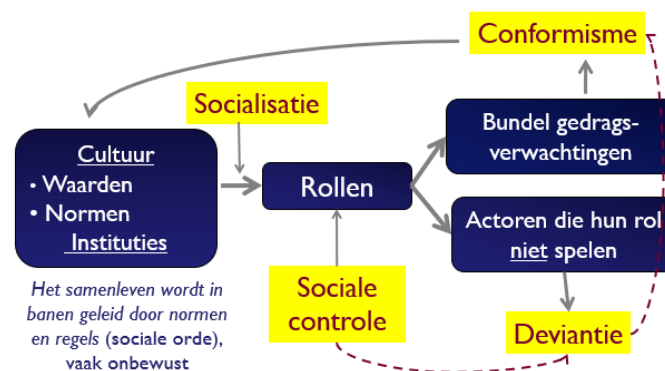 Conformisme
Socialisatie
Cultuur
• Waarden
• Normen
Instituties
Rollen
Bundel gedrags-
verwachtingen
Actoren die hun rol
niet spelen
Het samenleven wordt in
banen geleid door normen
en regels (sociale orde),
vaak onbewust
Sociale
controle
Deviantie